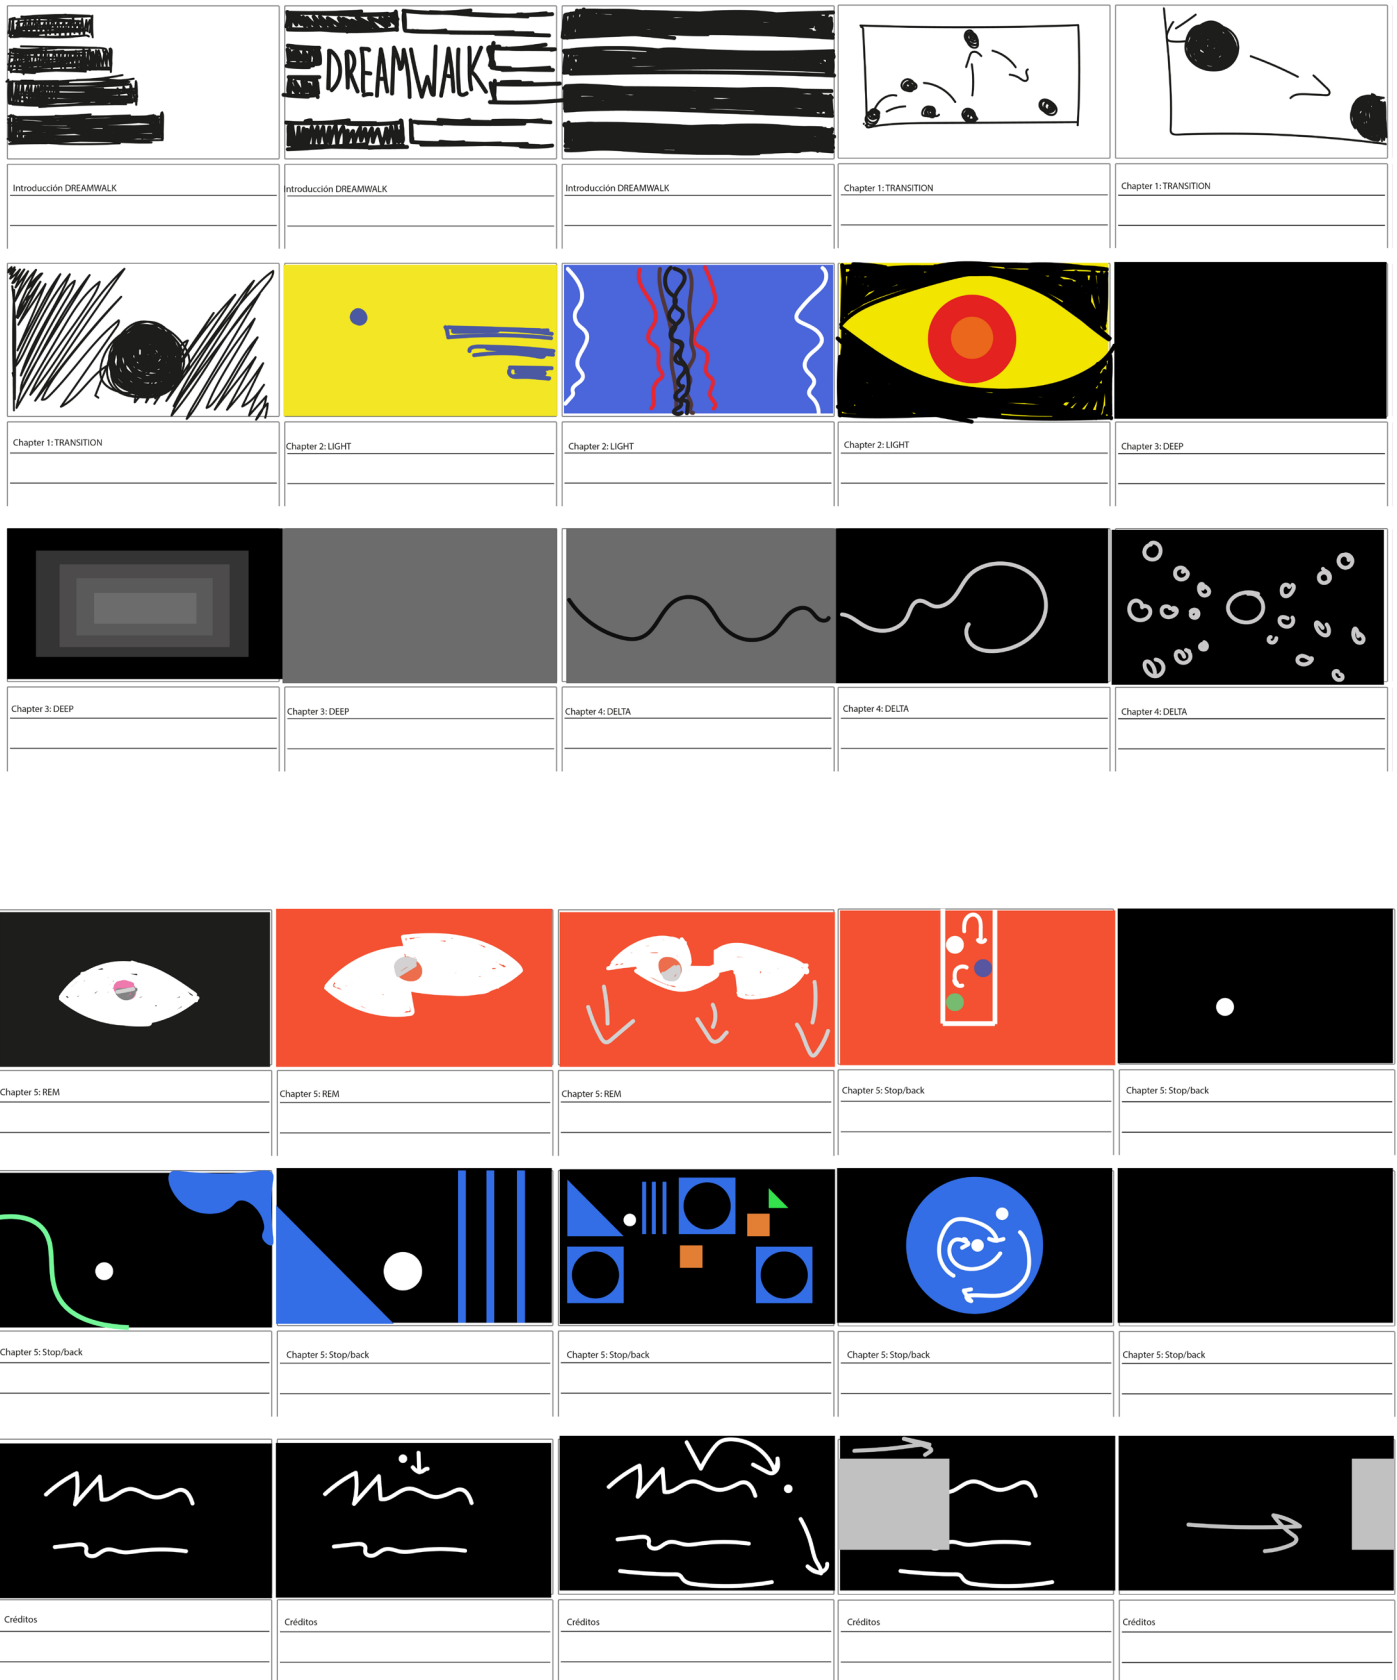 DREAMWALK
Introducción DREAMWALK
Introducción DREAMWALK
Introducción DREAMWALK
Chapter 1: TRANSITION
Chapter 1: TRANSITION
Chapter 1: TRANSITION
Chapter 2: LIGHT
Chapter 2: LIGHT
Chapter 2: LIGHT
Chapter 3: DEEP
Chapter 3: DEEP
Chapter 3: DEEP
Chapter 4: DELTA
Chapter 4: DELTA
Chapter 4: DELTA
Chapter 5: REM
Chapter 5: REM
Chapter 5: REM
Chapter 5: Stop/back
Chapter 5: Stop/back
Chapter 5: Stop/back
Chapter 5: Stop/back
Chapter 5: Stop/back
Chapter 5: Stop/back
Chapter 5: Stop/back
Créditos
Créditos
Créditos
Créditos
Créditos